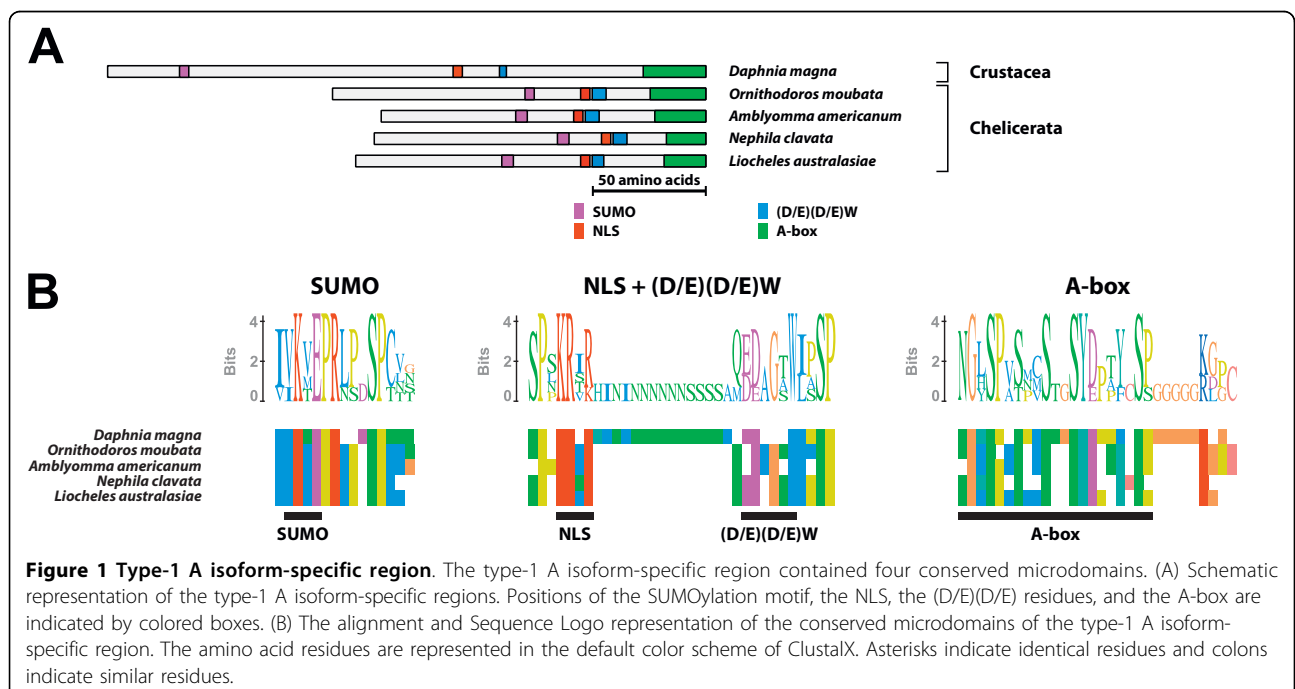 A
Daphnia magna
Ornithodoros moubata
Amblyomma americanum
Nephila clavata
Liocheles australasiae
Crustacea
Chelicerata
50 amino acids
SUMO
NLS
(D/E)(D/E)W
A-box
B
SUMO
NLS + (D/E)(D/E)W
A-box
4
2
0
Bits
4
2
0
Bits
4
2
0
Bits
Daphnia magna
Ornithodoros moubata
Amblyomma americanum
Nephila clavata
Liocheles australasiae
SUMO
NLS
(D/E)(D/E)W
A-box
Figure 1 Type-1 A isoform-specific region. The type-1 A isoform-specific region contained four conserved microdomains. (A) Schematic
representation of the type-1 A isoform-specific regions. Positions of the SUMOylation motif, the NLS, the (D/E)(D/E) residues, and the A-box are
indicated by colored boxes. (B) The alignment and Sequence Logo representation of the conserved microdomains of the type-1 A isoform-
specific region. The amino acid residues are represented in the default color scheme of ClustalX. Asterisks indicate identical residues and colons
indicate similar residues.